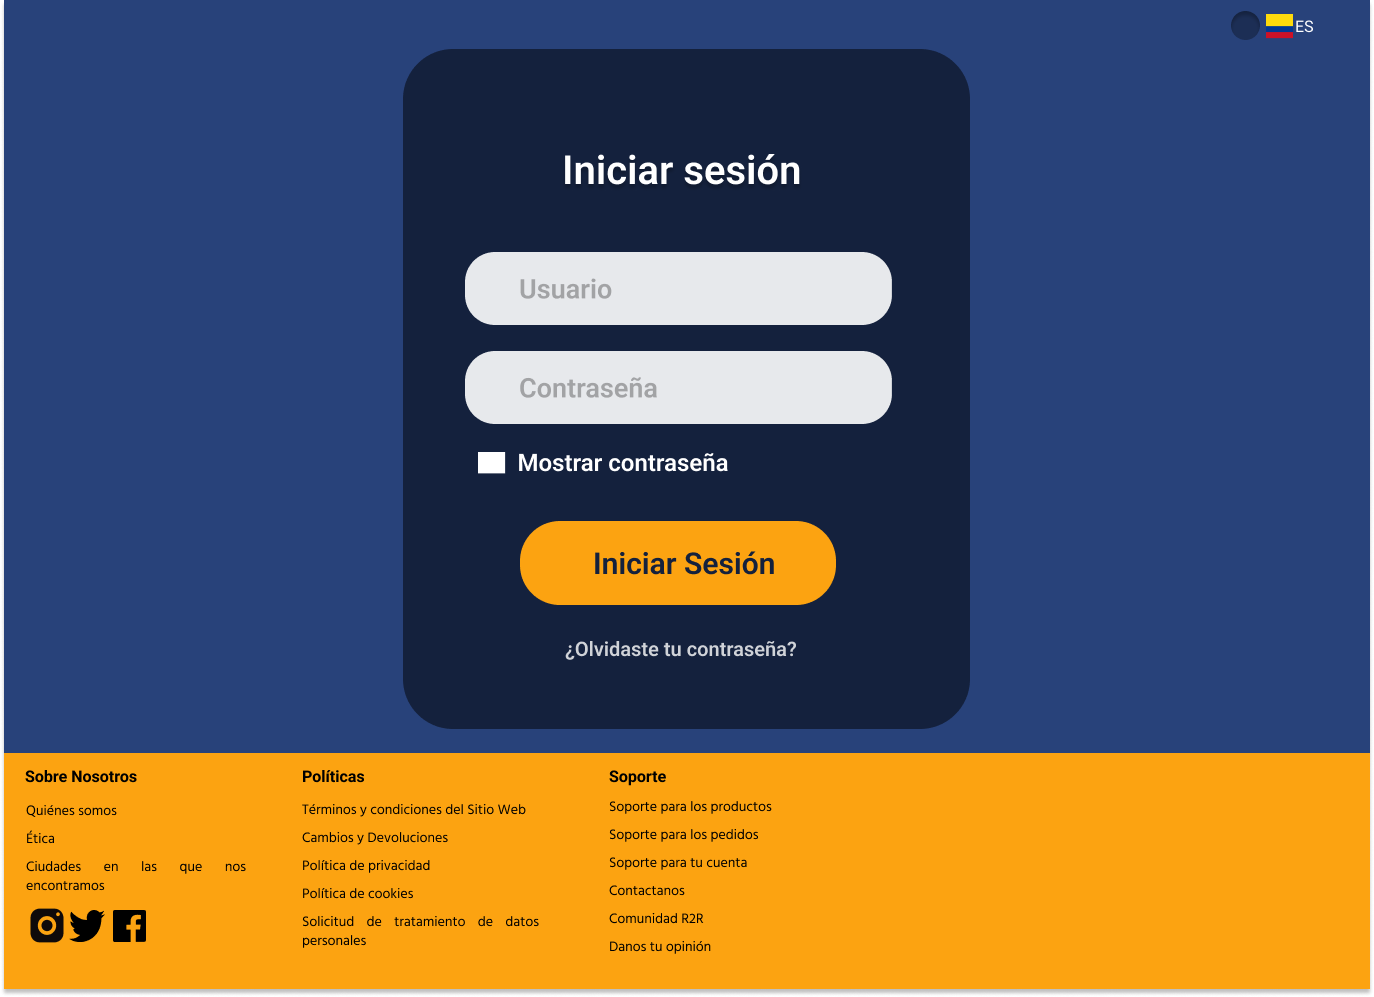 ES
Iniciar sesión
Usuario
Contraseña
Mostrar contraseña
Iniciar Sesión
¿Olvidaste tu contraseña?
Sobre Nosotros
Quiénes somos
Ética
Ciudades en las que nos
encontramos
Políticas
Términos y condiciones del Sitio Web
Cambios y Devoluciones
Política de privacidad
Política de cookies
Solicitud de tratamiento de datos
personales
Soporte
Soporte para los productos
Soporte para los pedidos
Soporte para tu cuenta
Contactanos
Comunidad R2R
Danos tu opinión